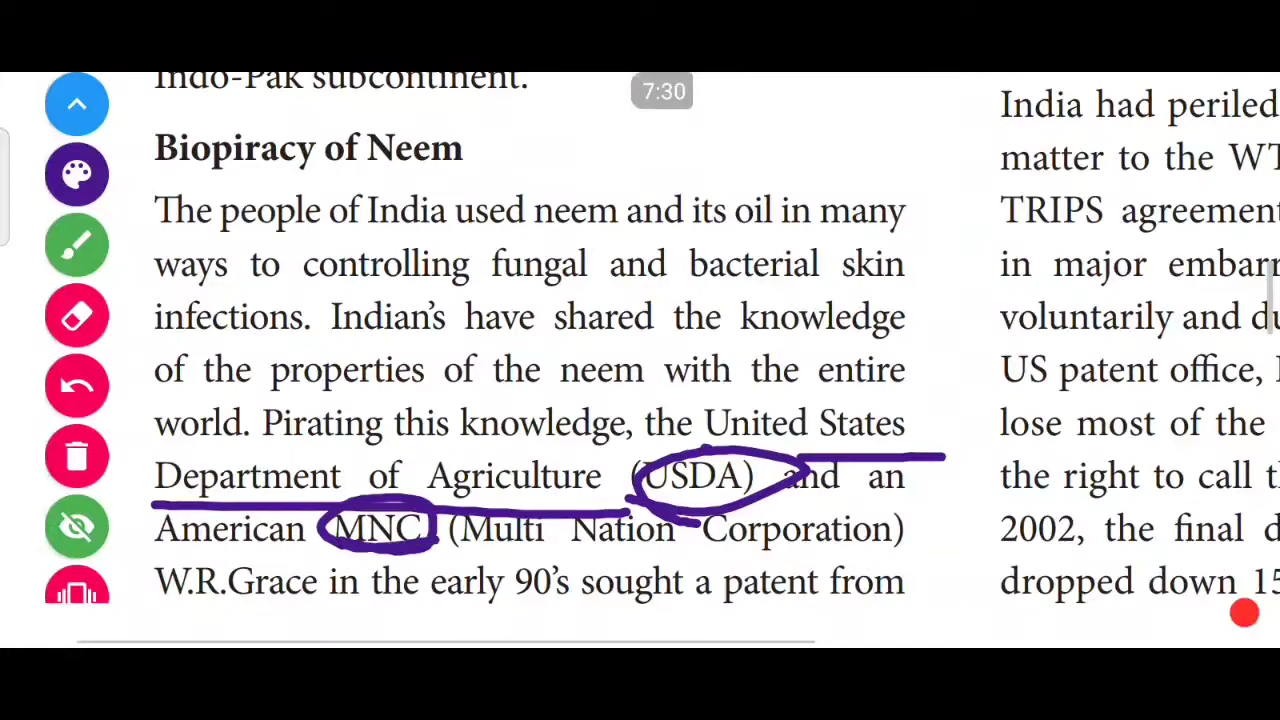 Indo-Pak subcontinent.
7:30
Biopiracy of Neem
The people of India used neem and its oil in many
ways to controlling fungal and bacterial skin
infections. Indian's have shared the knowledge
of the properties of the neem with the entire
world. Pirating this knowledge, the United States
Department of Agriculture (USDA) and an
American MNC (Multi Nation Corporation)
W.R.Grace in the early 90's sought a patent from
India had periled
matter to the
TRIPS agreement
in major
voluntarily and
US patent office,
lose most of the
the right to call
2002, the final
dropped down